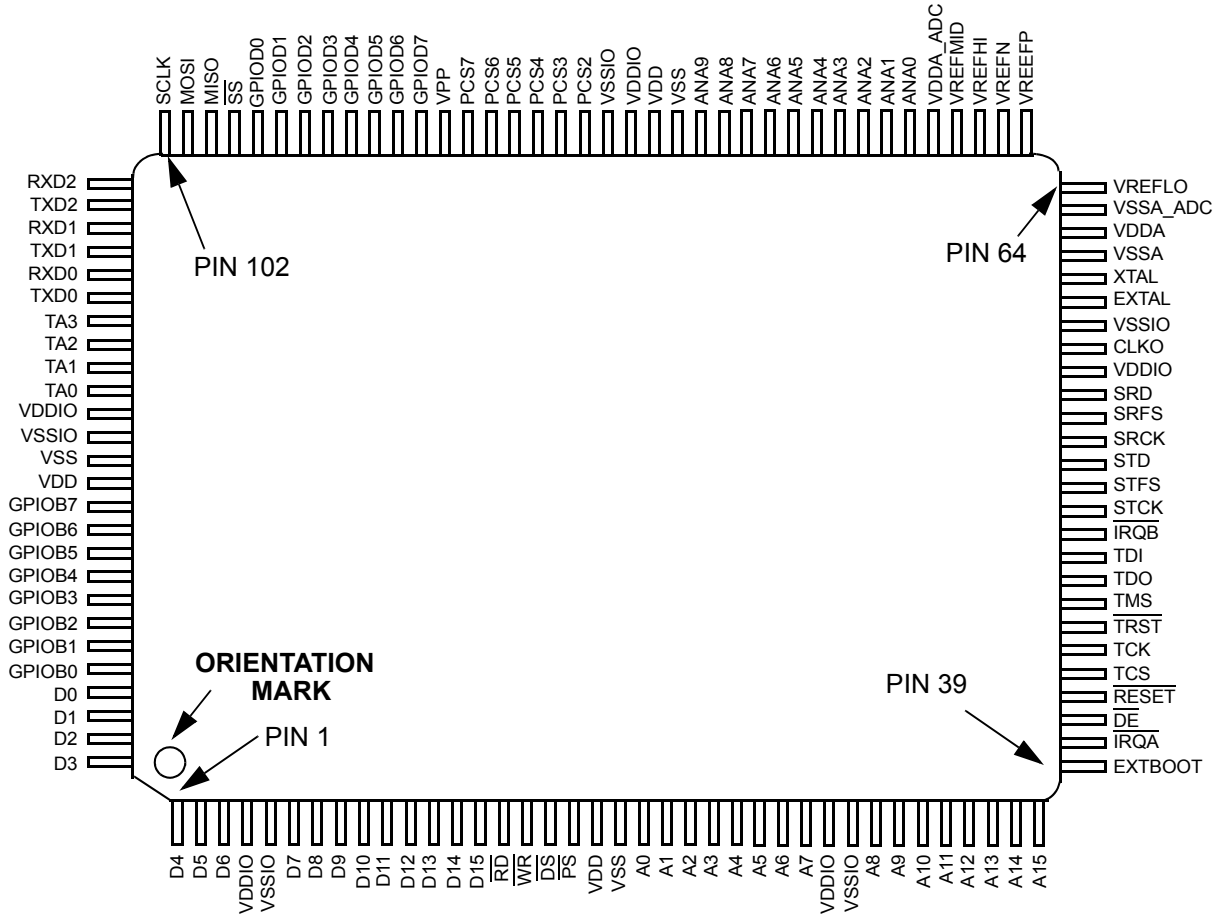 SCLK
MOSI
MISO
SS
GPIOD0
GPIOD1
GPIOD2
GPIOD3
GPIOD4
GPIOD5
GPIOD6
GPIOD7
VPP
PCS7
PCS6
PCS5
PCS4
PCS3
PCS2
VSSIO
VDDIO
VDD
VSS
ANA9
ANA8
ANA7
ANA6
ANA5
ANA4
ANA3
ANA2
ANA1
ANA0
VDDA_ADC
VREFMID
VREFHI
VREFN
VREEFP
RXD2
TXD2
RXD1
TXD1
RXD0
TXD0
TA3
TA2
TA1
TA0
VDDIO
VSSIO
VSS
VDD
GPIOB7
GPIOB6
GPIOB5
GPIOB4
GPIOB3
GPIOB2
GPIOB1
GPIOB0
D0
D1
D2
D3
PIN 102
PIN 64
ORIENTATION
MARK
PIN 1
PIN 39
VREFLO
VSSA_ADC
VDDA
VSSA
XTAL
EXTAL
VSSIO
CLKO
VDDIO
SRD
SRFS
SRCK
STD
STFS
STCK
IRQB
TDI
TDO
TMS
TRST
TCK
TCS
RESET
DE
IRQA
EXTBOOT
D4
D5
D6
VDDIO
VSSIO
D7
D8
D9
D10
D11
D12
D13
D14
D15
RD
WR
DS
PS
VDD
VSS
A0
A1
A2
A3
A4
A5
A6
A7
VDDIO
VSSIO
A8
A9
A10
A11
A12
A13
A14
A15